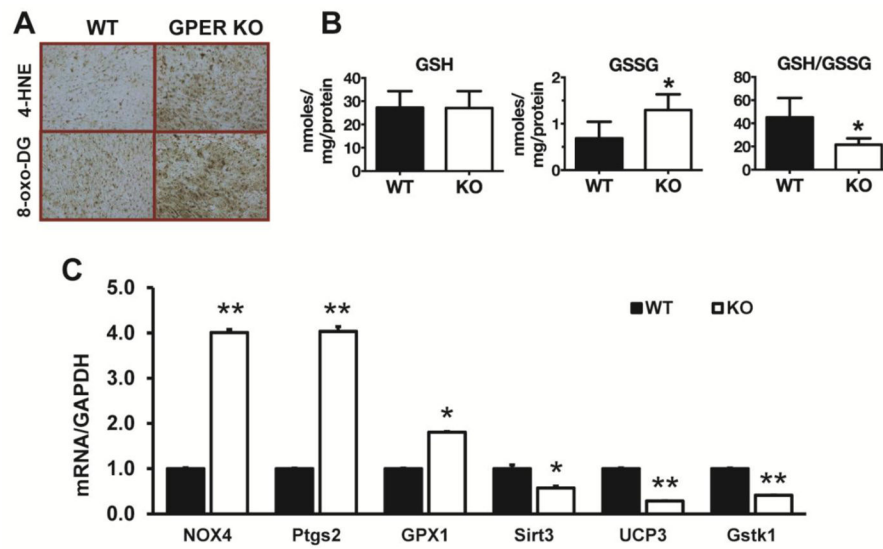 A
WT GPER KO
4-HNE
8-oxo-DG
B
GSH
nmoles/
mg/protein
40
30
20
10
0
WT KO
GSSG
nmoles/
mg/protein
2
1
0
*
WT KO
GSH/GSSG
80
60
40
20
0
*
WT KO
C
mRNA/GAPDH
5.0
4.0
3.0
2.0
1.0
0.0
** ** * * ** **
WT KO
NOX4 Ptgs2 GPX1 Sirt3 UCP3 Gstk1